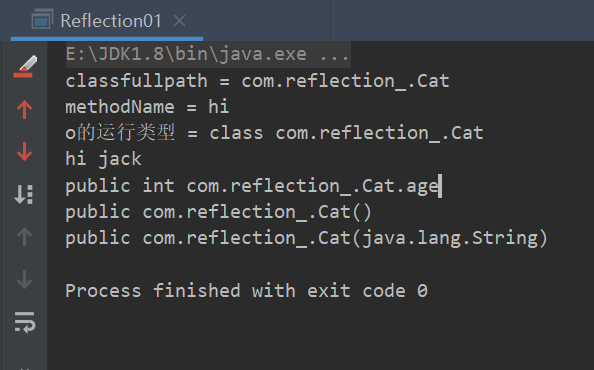 Reflection01
E:\JDK1.8\bin\java.exe ...
classfullpath = com.reflection_.Cat
methodName = hi
o的运行类型 = class com.reflection_.Cat
hi jack
public int com.reflection_.Cat.age
public com.reflection_.Cat()
public com.reflection_.Cat(java.lang.String)
Process finished with exit code 0